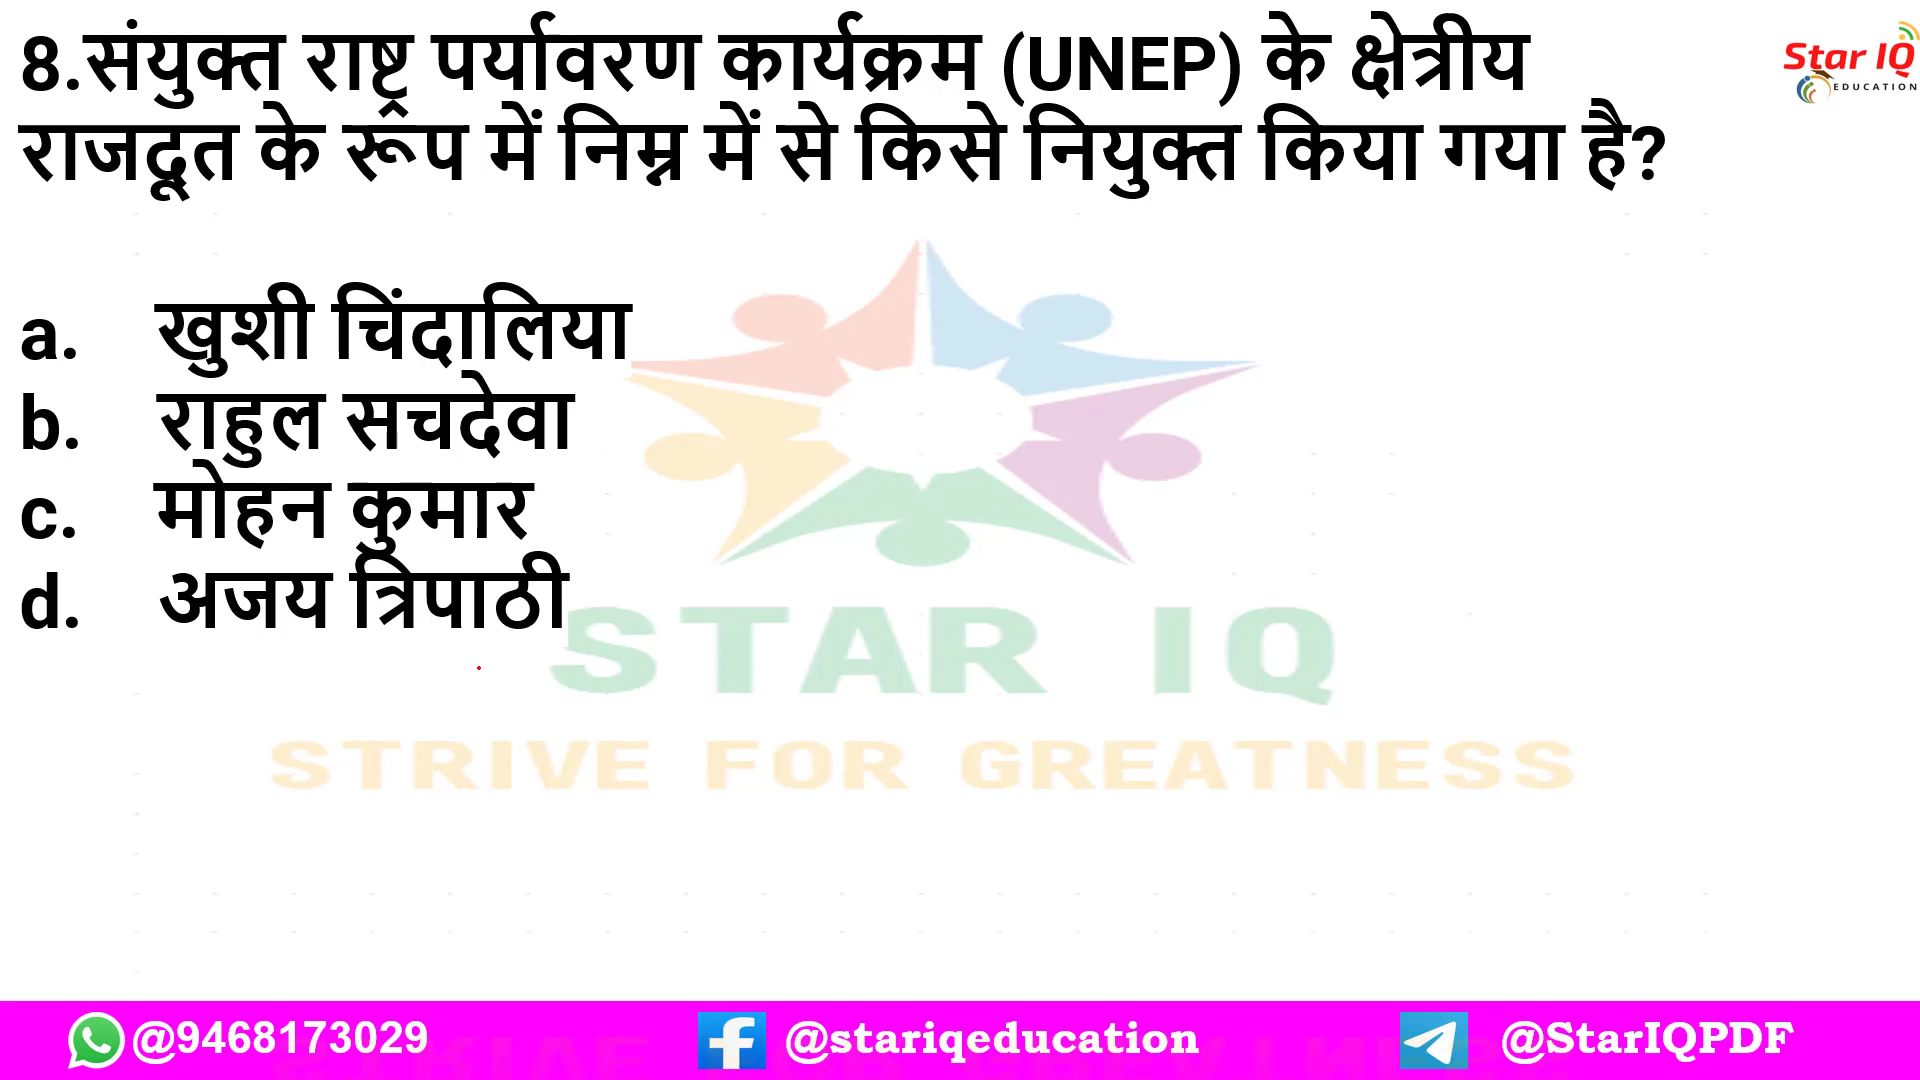 8.संयुक्त राष्ट्र पर्यावरण कार्यक्रम (UNEP) के क्षेत्रीय
राजदूत के रूप में निम्न में से किसे नियुक्त किया गया है?
Star IQ
EDUCATION
a. खुशी चिंदालिया
b. राहुल सचदेवा
c. मोहन कुमार
d. अजय त्रिपाठी
STAR IQ
STRIVE FOR GREATNESS
@9468173029
@stariqeducation
@StarIQPDF